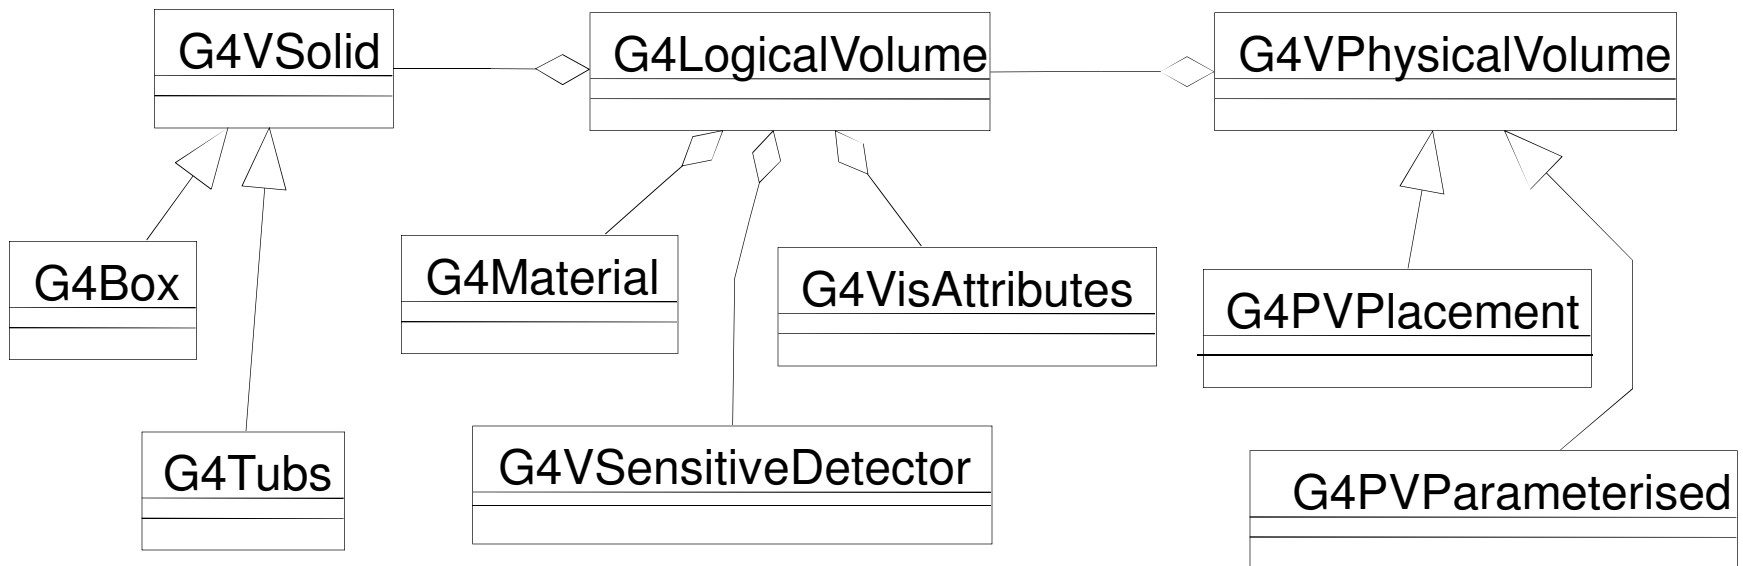 G4VSolid
G4LogicalVolume
G4VPhysicalVolume
G4Box
G4Material
G4VisAttributes
G4PVPlacement
G4Tubs
G4VSensitiveDetector
G4PVParameterised